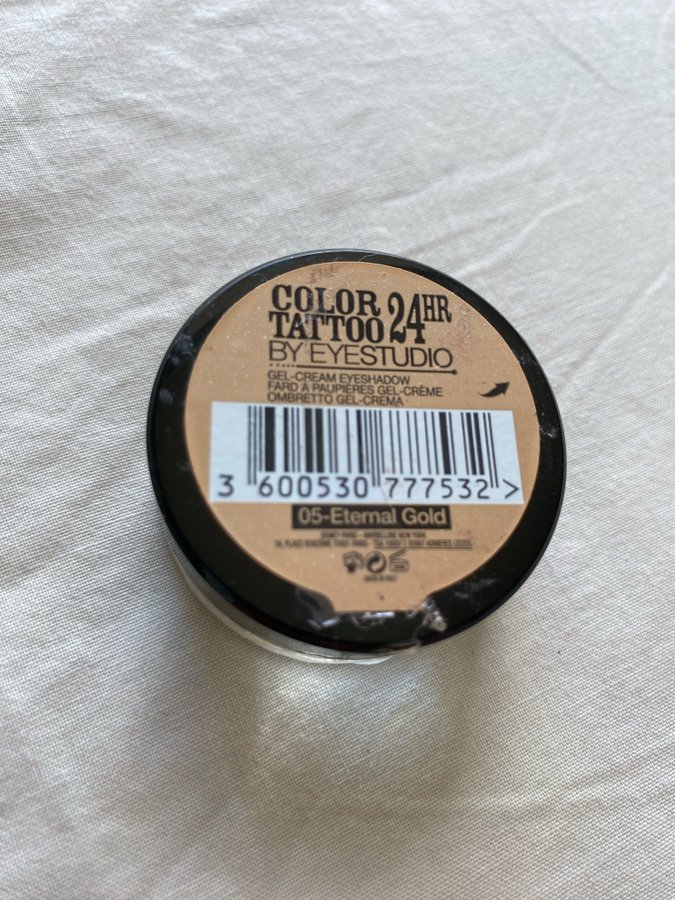 COLOR
TATTOO 24HR
BY EYESTUDIO
GEL-CREAM EYESHADOW
FARD À PAUPIÈRES GEL-CRÈME
OMBRETTO GEL-CREMA
3 600530 777532 >
05-Eternal Gold